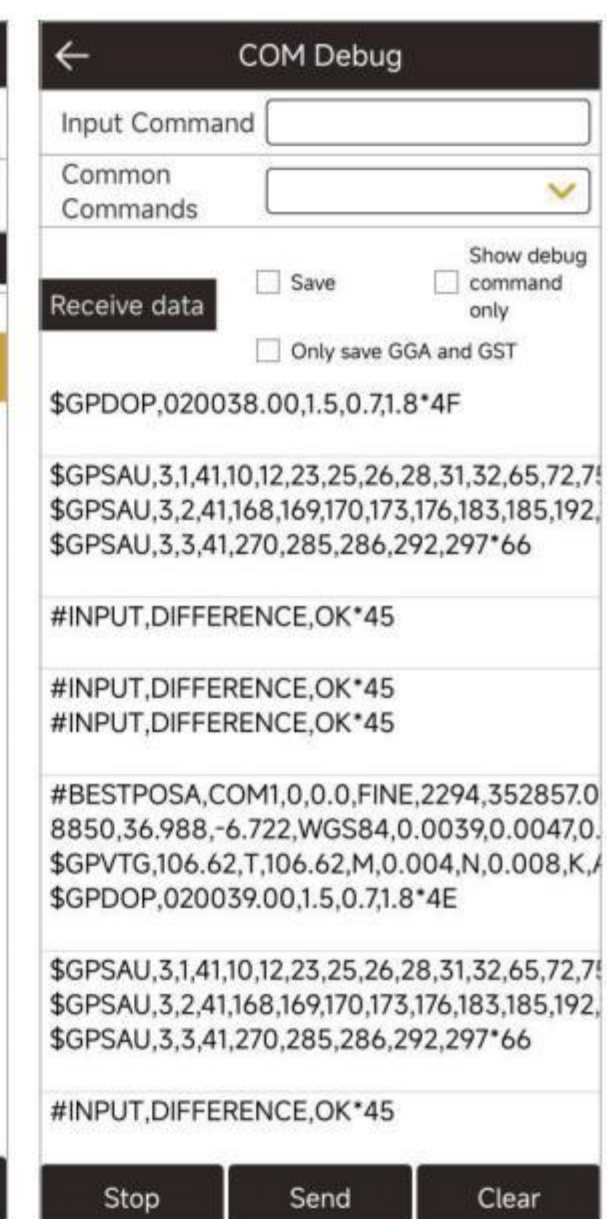 COM Debug
Input Command
Common
Commands
Show debug
Save
command
Receive data
only
Only save GGA and GST
$GPDOP,020038.00,1.5,0.7,1.8*4F
$GPSAU,3,1,41,10,12,23,25,26,28,31,32,65,72,75
$GPSAU,3,2,41,168,169,170,173,176,183,185,192,
$GPSAU,3,3,41,270,285,286,292,297*66
#INPUT,DIFFERENCE,OK*45
#INPUT,DIFFERENCE,OK*45
#INPUT,DIFFERENCE,OK*45
#BESTPOSA,COM1,0,0.0,FINE,2294,352857.0
8850,36.988,-6.722,WGS84,0.0039,0.0047,0.
$GPVTG,106.62,T,106.62,M,0.004,N,0.008,K,A
$GPDOP,020039.00,1.5,0.7,1.8*4E
$GPSAU,3,1,41,10,12,23,25,26,28,31,32,65,72,75
$GPSAU,3,2,41,168,169,170,173,176,183,185,192,
$GPSAU,3,3,41,270,285,286,292,297*66
#INPUT,DIFFERENCE,OK*45
Stop
Send
Clear